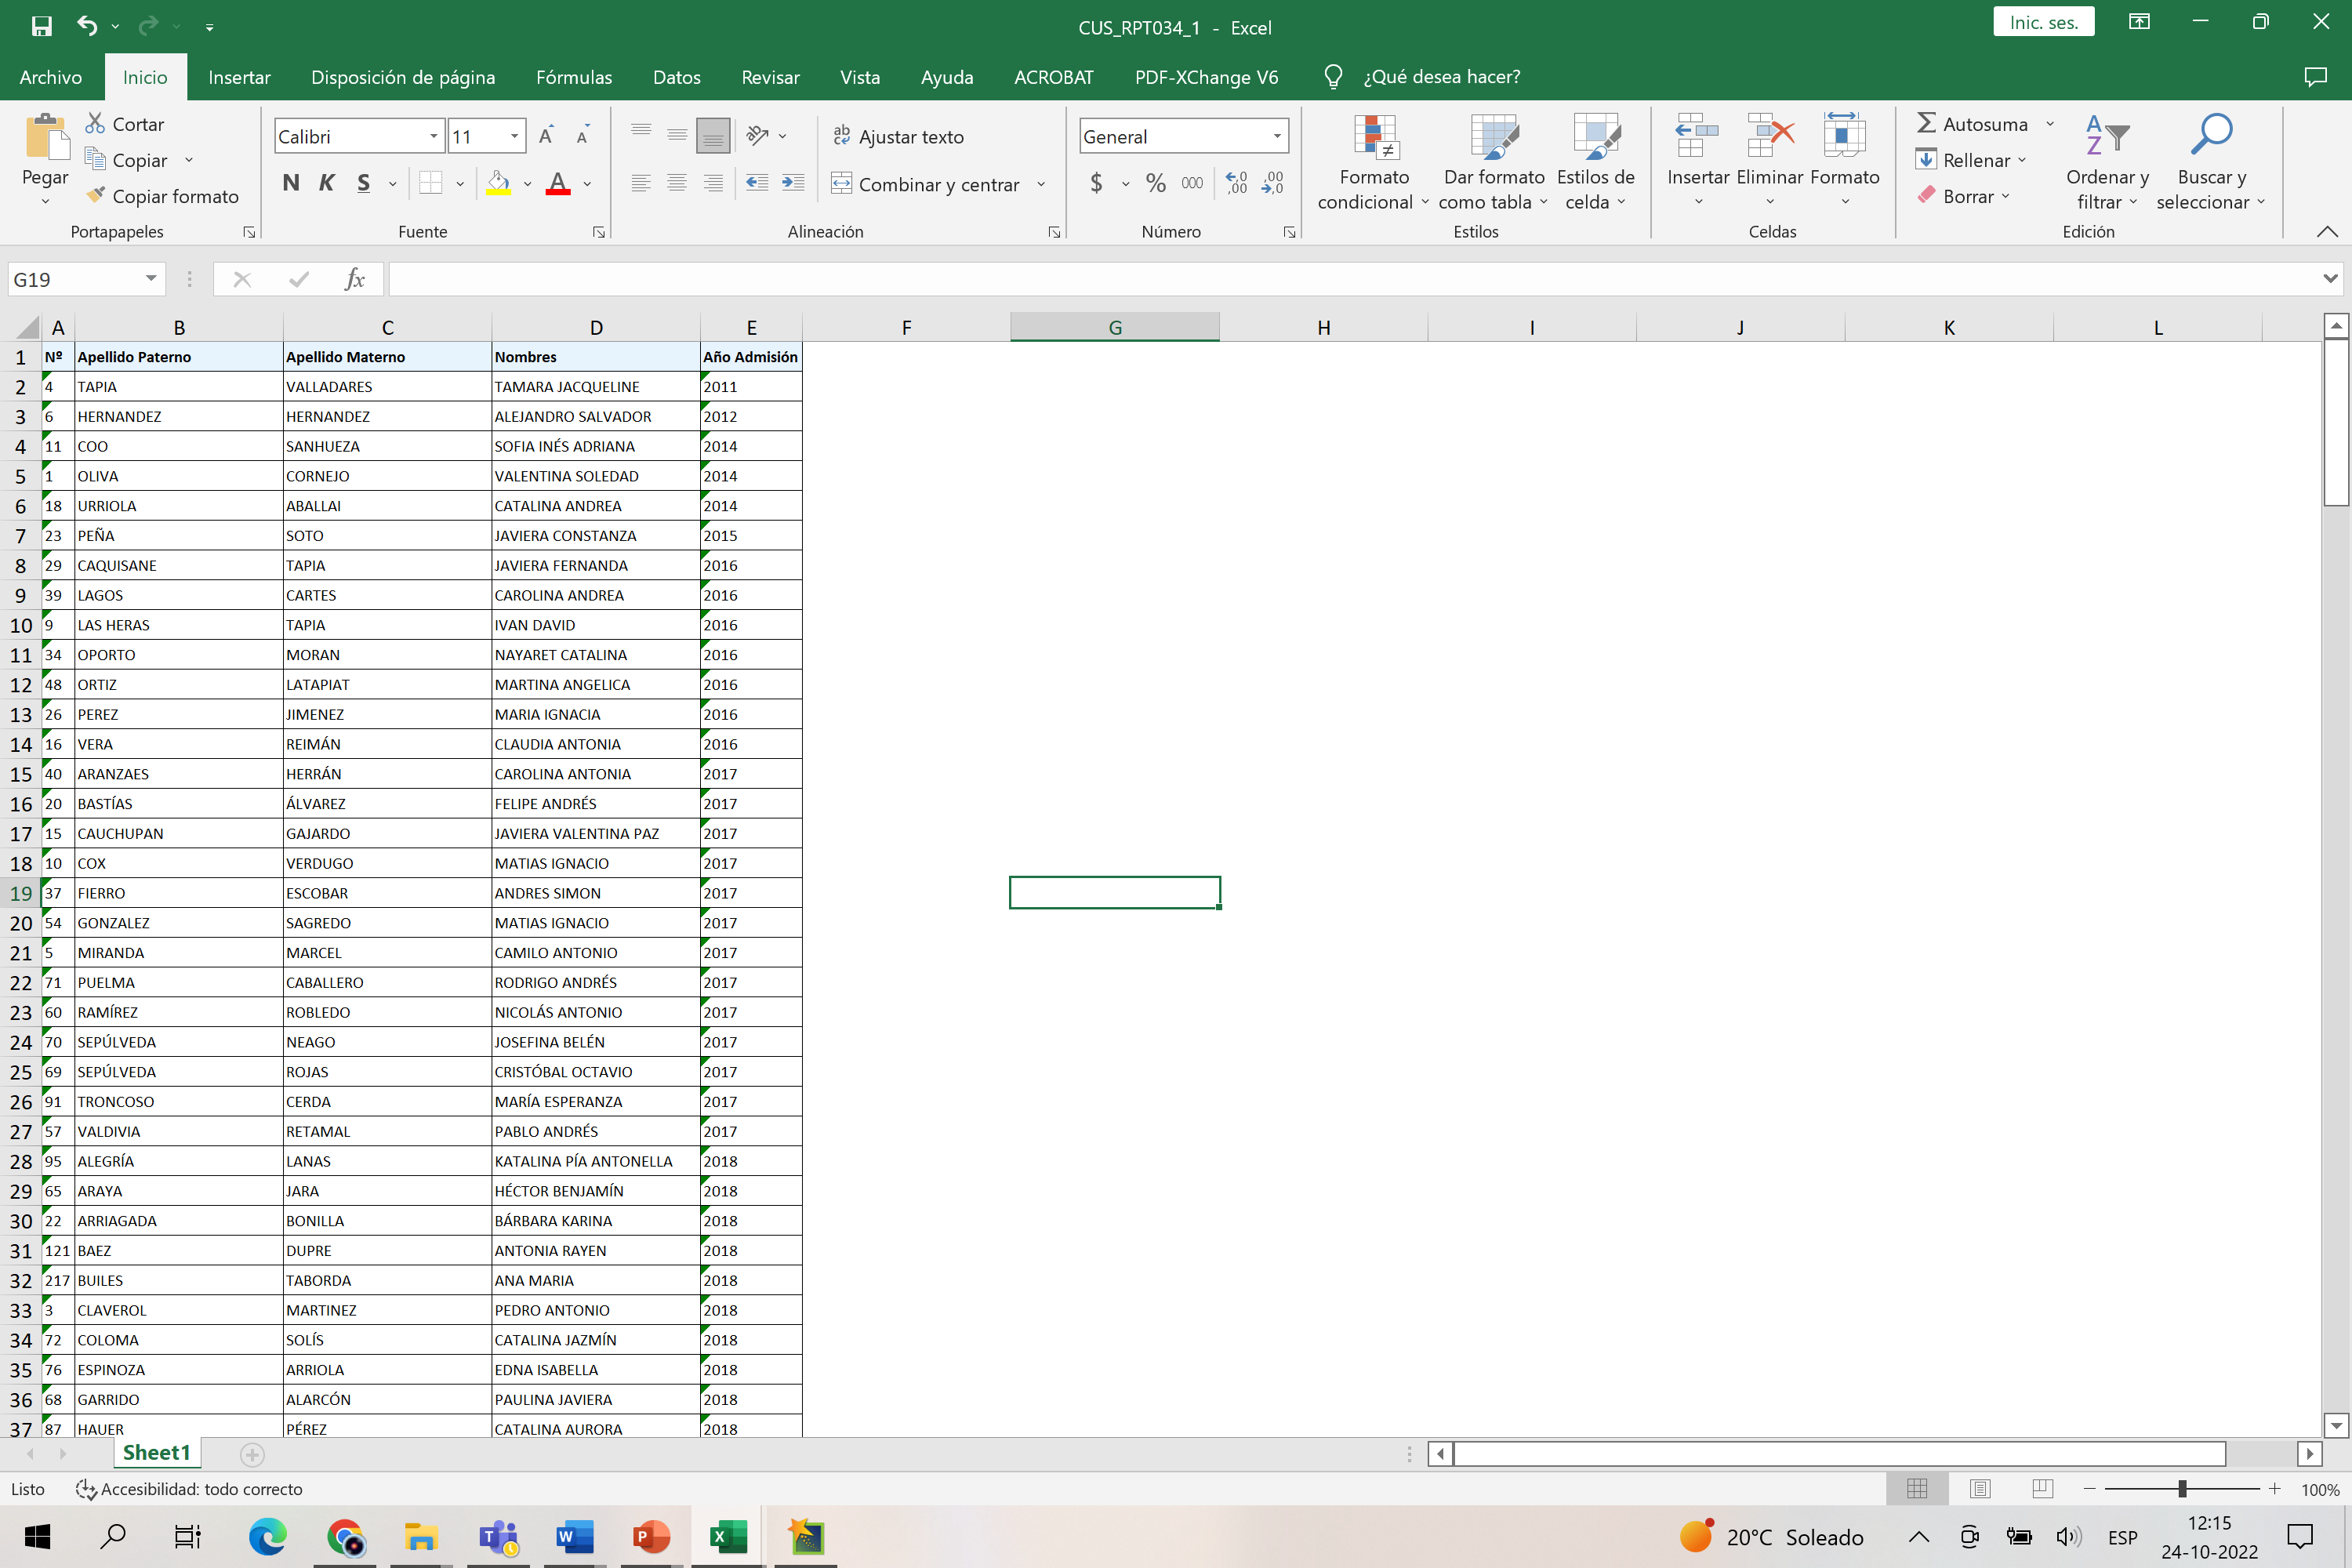 CUS_RPT034_1 - Excel
Inic. ses.
Archivo Inicio Insertar Disposición de página Fórmulas Datos Revisar Vista Ayuda ACROBAT PDF-XChange V6 ¿Qué desea hacer?
Pegar
Cortar
Copiar
Copiar formato
Portapapeles
Calibri 11
N K S
Fuente
Ajustar texto
Combinar y centrar
Alineación
General
$ % 000
Número
Formato condicional
Dar formato como tabla
Estilos de celda
Estilos
Insertar Eliminar Formato
Celdas
Autosuma
Rellenar
Borrar
Ordenar y filtrar
Buscar y seleccionar
Edición
G19 fx
A B C D E F G H I J K L
1 Nº Apellido Paterno Apellido Materno Nombres Año Admisión
2 4 TAPIA VALLADARES TAMARA JACQUELINE 2011
3 6 HERNANDEZ HERNANDEZ ALEJANDRO SALVADOR 2012
4 11 COO SANHUEZA SOFIA INÉS ADRIANA 2014
5 1 OLIVA CORNEJO VALENTINA SOLEDAD 2014
6 18 URRIOLA ABALLAI CATALINA ANDREA 2014
7 23 PEÑA SOTO JAVIERA CONSTANZA 2015
8 29 CAQUISANE TAPIA JAVIERA FERNANDA 2016
9 39 LAGOS CARTES CAROLINA ANDREA 2016
10 9 LAS HERAS TAPIA IVAN DAVID 2016
11 34 OPORTO MORAN NAYARET CATALINA 2016
12 48 ORTIZ LATAPIAT MARTINA ANGELICA 2016
13 26 PEREZ JIMENEZ MARIA IGNACIA 2016
14 16 VERA REIMÁN CLAUDIA ANTONIA 2016
15 40 ARANZAES HERRÁN CAROLINA ANTONIA 2017
16 20 BASTÍAS ÁLVAREZ FELIPE ANDRÉS 2017
17 15 CAUCHUPAN GAJARDO JAVIERA VALENTINA PAZ 2017
18 10 COX VERDUGO MATIAS IGNACIO 2017
19 37 FIERRO ESCOBAR ANDRES SIMON 2017
20 54 GONZALEZ SAGREDO MATIAS IGNACIO 2017
21 5 MIRANDA MARCEL CAMILO ANTONIO 2017
22 71 PUELMA CABALLERO RODRIGO ANDRÉS 2017
23 60 RAMÍREZ ROBLEDO NICOLÁS ANTONIO 2017
24 70 SEPÚLVEDA NEAGO JOSEFINA BELÉN 2017
25 69 SEPÚLVEDA ROJAS CRISTÓBAL OCTAVIO 2017
26 91 TRONCOSO CERDA MARÍA ESPERANZA 2017
27 57 VALDIVIA RETAMAL PABLO ANDRÉS 2017
28 95 ALEGRÍA LANAS KATALINA PÍA ANTONELLA 2018
29 65 ARAYA JARA HÉCTOR BENJAMÍN 2018
30 22 ARRIAGADA BONILLA BÁRBARA KARINA 2018
31 121 BAEZ DUPRE ANTONIA RAYEN 2018
32 217 BUILES TABORDA ANA MARIA 2018
33 3 CLAVEROL MARTINEZ PEDRO ANTONIO 2018
34 72 COLOMA SOLÍS CATALINA JAZMÍN 2018
35 76 ESPINOZA ARRIOLA EDNA ISABELLA 2018
36 68 GARRIDO ALARCÓN PAULINA JAVIERA 2018
37 87 HAUER PÉREZ CATALINA AURORA 2018
Sheet1
Listo Accesibilidad: todo correcto 100%
20°C Soleado ESP 12:15
24-10-2022